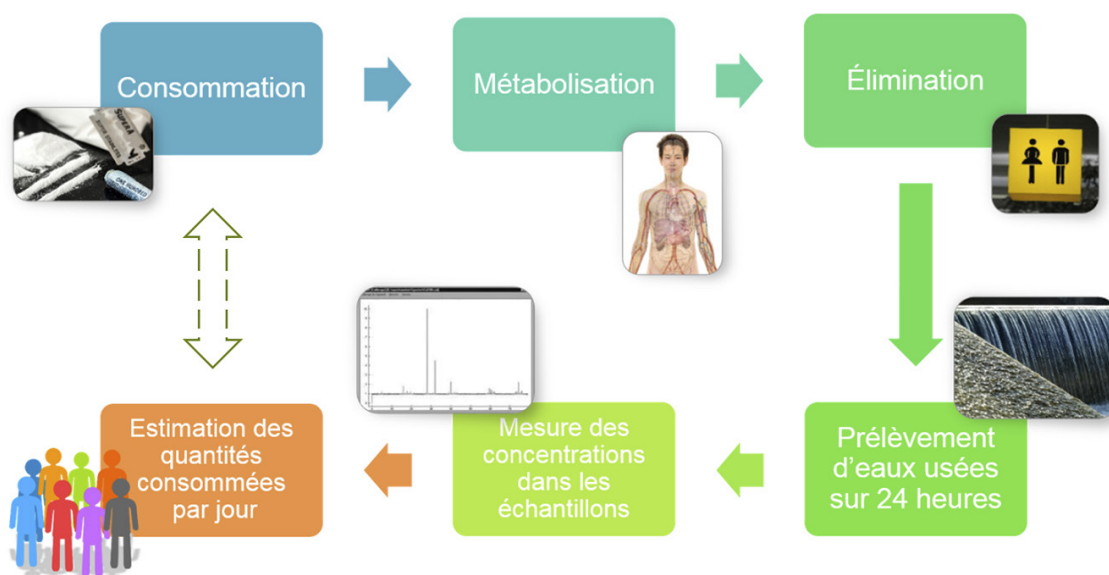 Consommation
Métabolisation
Élimination
Estimation des
quantités
consommées
par jour
Mesure des
concentrations
dans les
échantillons
Prélèvement
d'eaux usées
sur 24 heures